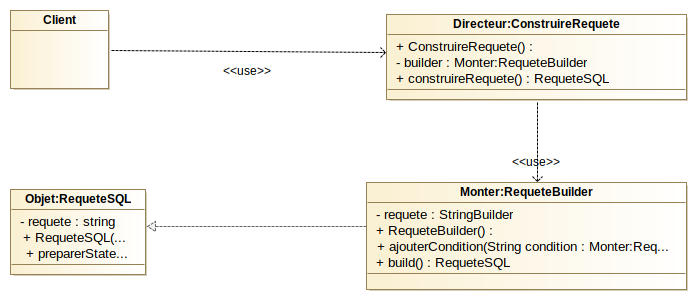 Client
Directeur:ConstruireRequete
+ ConstruireRequete() :
- builder : Monter:RequeteBuilder
+ construireRequete() : RequeteSQL
<<use>>
<<use>>
Objet:RequeteSQL
- requete : string
+ RequeteSQL(...
+ preparerState...
Monter:RequeteBuilder
- requete : StringBuilder
+ RequeteBuilder() :
+ ajouterCondition(String condition : Monter:Req...
+ build() : RequeteSQL